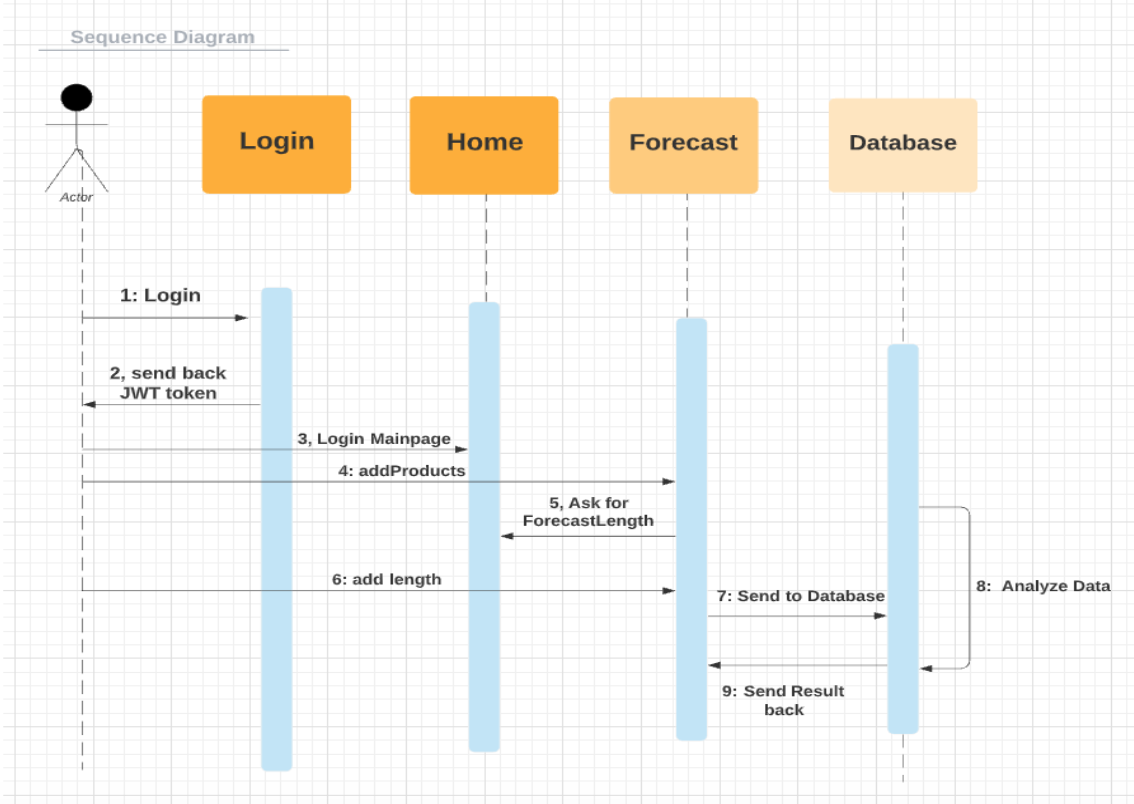 Sequence Diagram
Login
Home
Forecast
Database
Actor
1: Login
2, send back
JWT token
3, Login Mainpage
4: addProducts
5, Ask for
ForecastLength
6: add length
7: Send to Database
8:  Analyze Data
9: Send Result
back